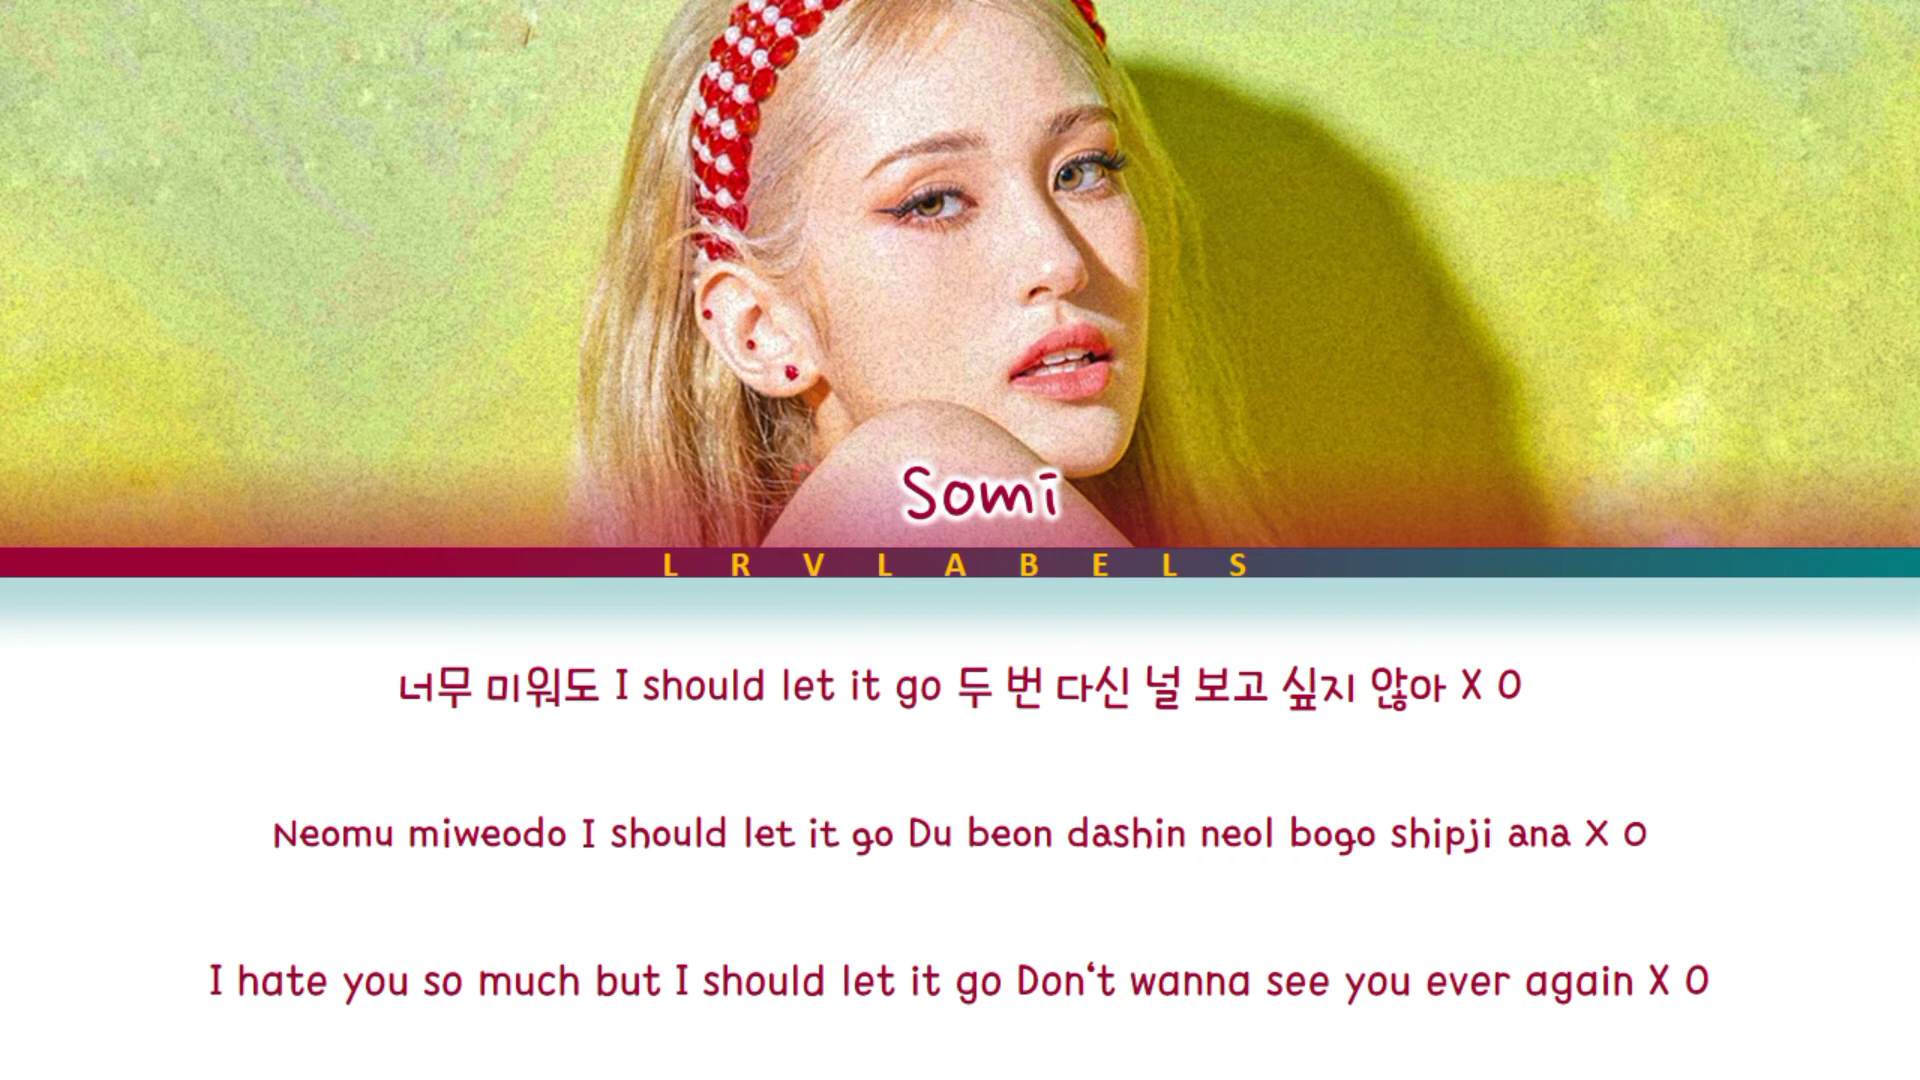 Somi
LRVLABELS
너무 미워도 I should let it go 두 번 다신 널 보고 싶지 않아 X O
Neomu miweodo I should let it go Du beon dashin neol bogo shipji ana X O
I hate you so much but I should let it go Don‘t wanna see you ever again X O